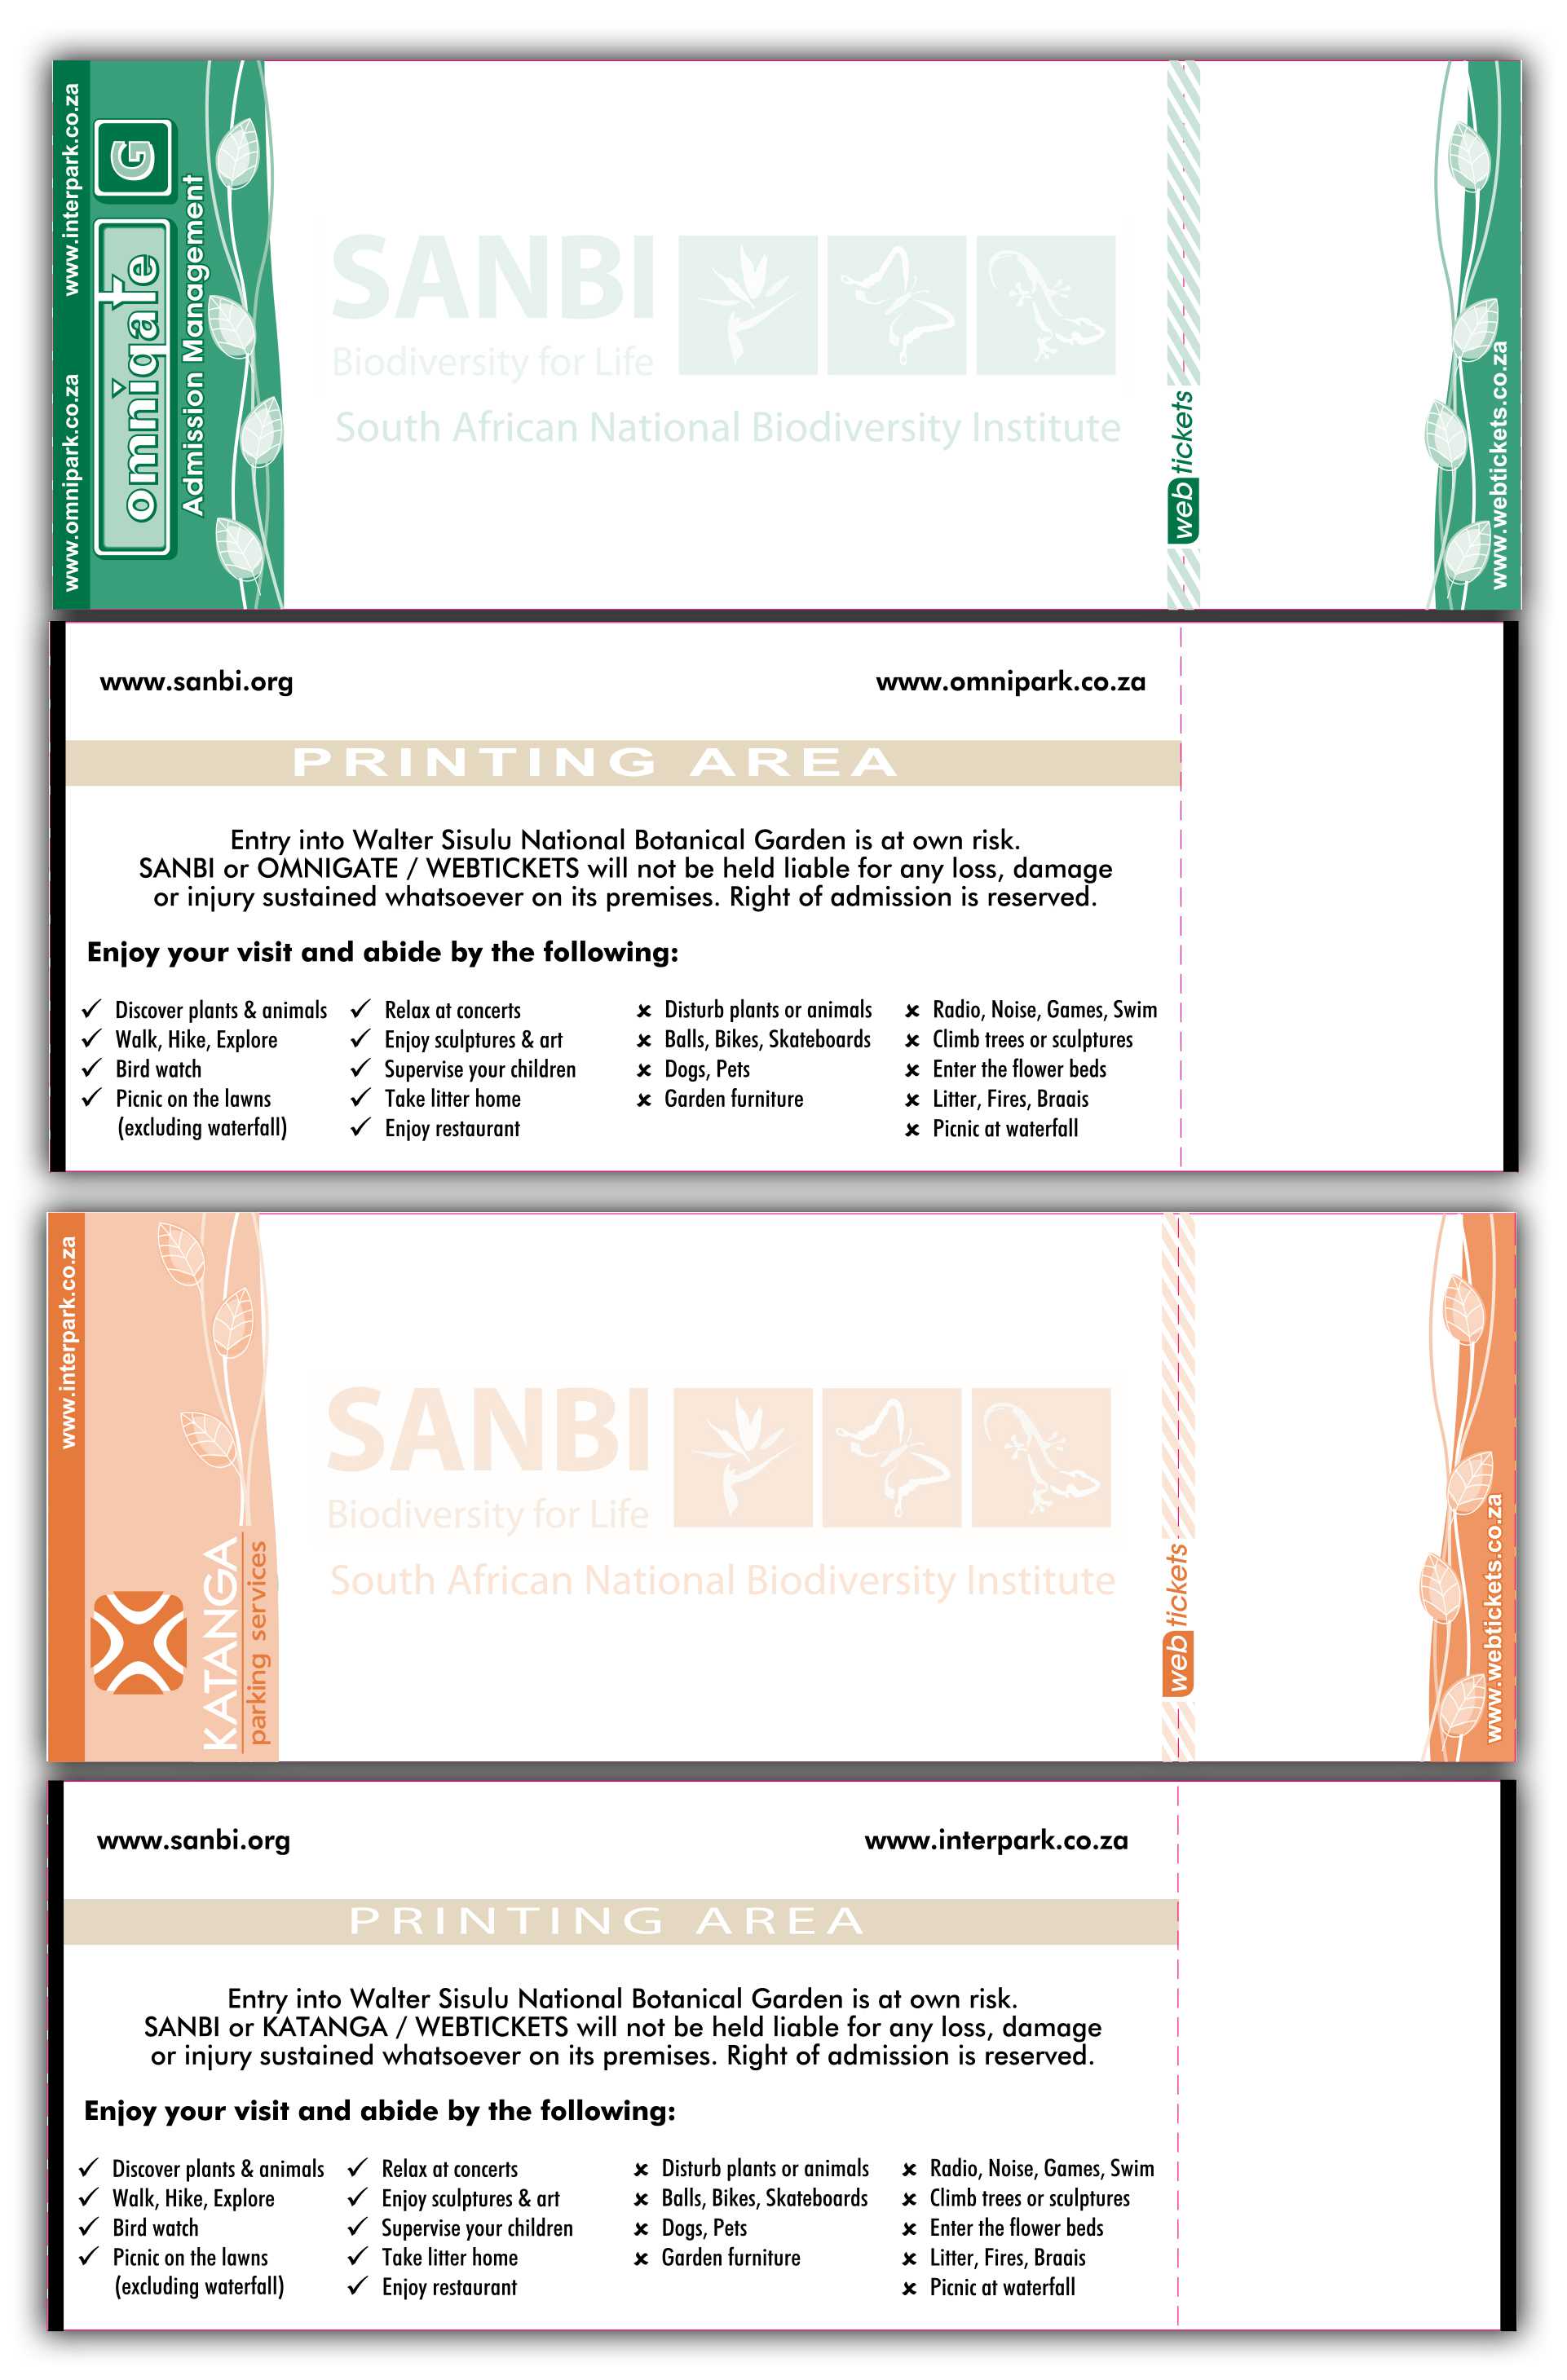 www.omnipark.co.za www.interpark.co.za
omnigate G
Admission Management
SANBI
Biodiversity for Life
South African National Biodiversity Institute
web tickets
www.webtickets.co.za
www.sanbi.org
www.omnipark.co.za
PRINTING AREA
Entry into Walter Sisulu National Botanical Garden is at own risk.
SANBI or OMNIGATE / WEBTICKETS will not be held liable for any loss, damage
or injury sustained whatsoever on its premises. Right of admission is reserved.
Enjoy your visit and abide by the following:
✓ Discover plants & animals
✓ Walk, Hike, Explore
✓ Bird watch
✓ Picnic on the lawns
(excluding waterfall)
✓ Relax at concerts
✓ Enjoy sculptures & art
✓ Supervise your children
✓ Take litter home
✓ Enjoy restaurant
✗ Disturb plants or animals
✗ Balls, Bikes, Skateboards
✗ Dogs, Pets
✗ Garden furniture
✗ Radio, Noise, Games, Swim
✗ Climb trees or sculptures
✗ Enter the flower beds
✗ Litter, Fires, Braais
✗ Picnic at waterfall
www.interpark.co.za
KATANGA
parking services
SANBI
Biodiversity for Life
South African National Biodiversity Institute
web tickets
www.webtickets.co.za
www.sanbi.org
www.interpark.co.za
PRINTING AREA
Entry into Walter Sisulu National Botanical Garden is at own risk.
SANBI or KATANGA / WEBTICKETS will not be held liable for any loss, damage
or injury sustained whatsoever on its premises. Right of admission is reserved.
Enjoy your visit and abide by the following:
✓ Discover plants & animals
✓ Walk, Hike, Explore
✓ Bird watch
✓ Picnic on the lawns
(excluding waterfall)
✓ Relax at concerts
✓ Enjoy sculptures & art
✓ Supervise your children
✓ Take litter home
✓ Enjoy restaurant
✗ Disturb plants or animals
✗ Balls, Bikes, Skateboards
✗ Dogs, Pets
✗ Garden furniture
✗ Radio, Noise, Games, Swim
✗ Climb trees or sculptures
✗ Enter the flower beds
✗ Litter, Fires, Braais
✗ Picnic at waterfall